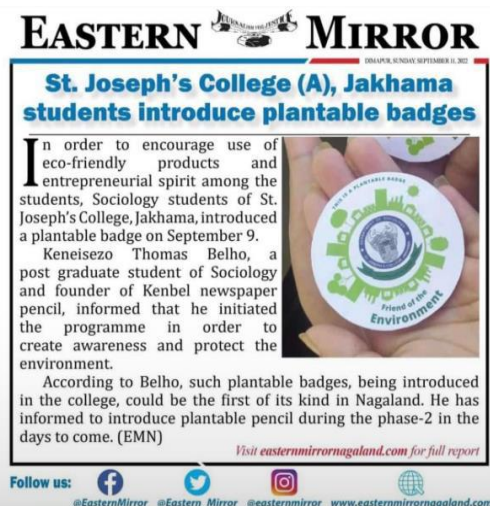 EASTERN MIRROR
DIMAPUR, SUNDAY, SEPTEMBER 11, 2022
St. Joseph's College (A), Jakhama
students introduce plantable badges
In order to encourage use of
eco-friendly products and
entrepreneurial spirit among the
students, Sociology students of St.
Joseph's College, Jakhama, introduced
a plantable badge on September 9.
Keneisezo Thomas Belho, a
post graduate student of Sociology
and founder of Kenbel newspaper
pencil, informed that he initiated
the programme in order to
create awareness and protect the
environment.
THIS IS A PLANTABLE BADGE
Friend of the
Environment
According to Belho, such plantable badges, being introduced
in the college, could be the first of its kind in Nagaland. He has
informed to introduce plantable pencil during the phase-2 in the
days to come. (EMN)
Visit easternmirrornagaland.com for full report
Follow us:
@EasternMirror @Eastern_Mirror @easternmirror www.easternmirrornagaland.com